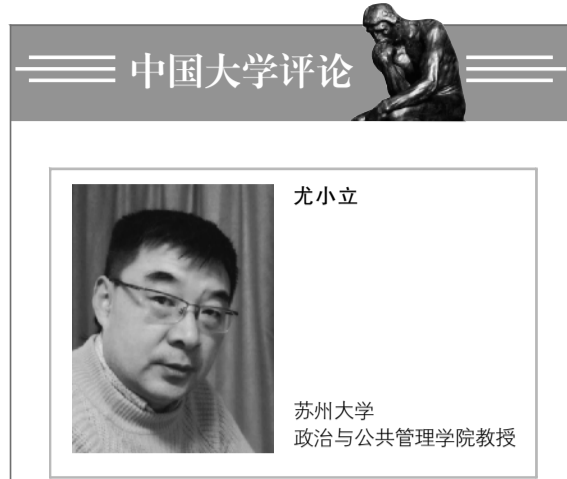 中国大学评论
尤小立
苏州大学
政治与公共管理学院教授